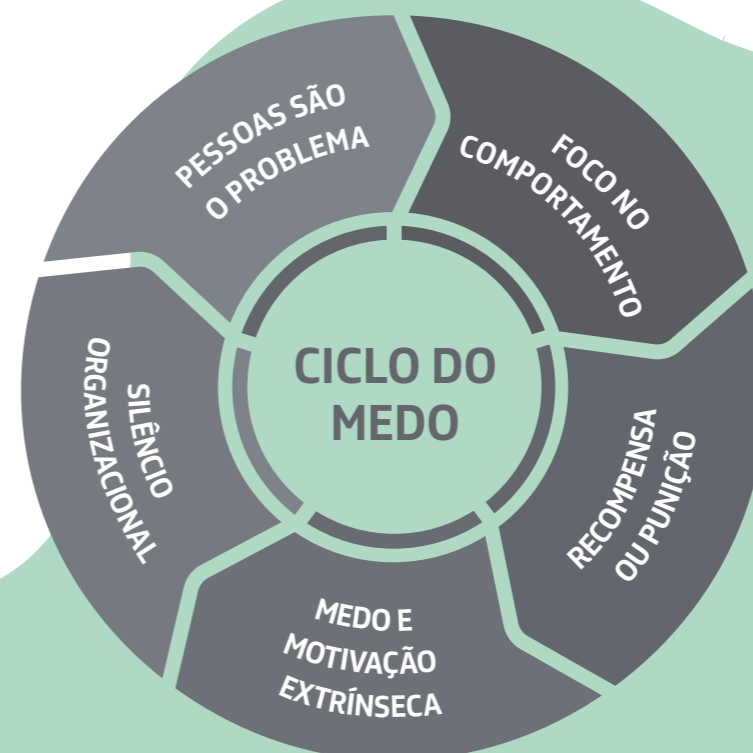 CICLO DO
MEDO
PESSOAS SÃO
O PROBLEMA
FOCO NO
COMPORTAMENTO
RECOMPENSA
OU PUNIÇÃO
MEDO E
MOTIVAÇÃO
EXTRÍNSECA
SILÊNCIO
ORGANIZACIONAL